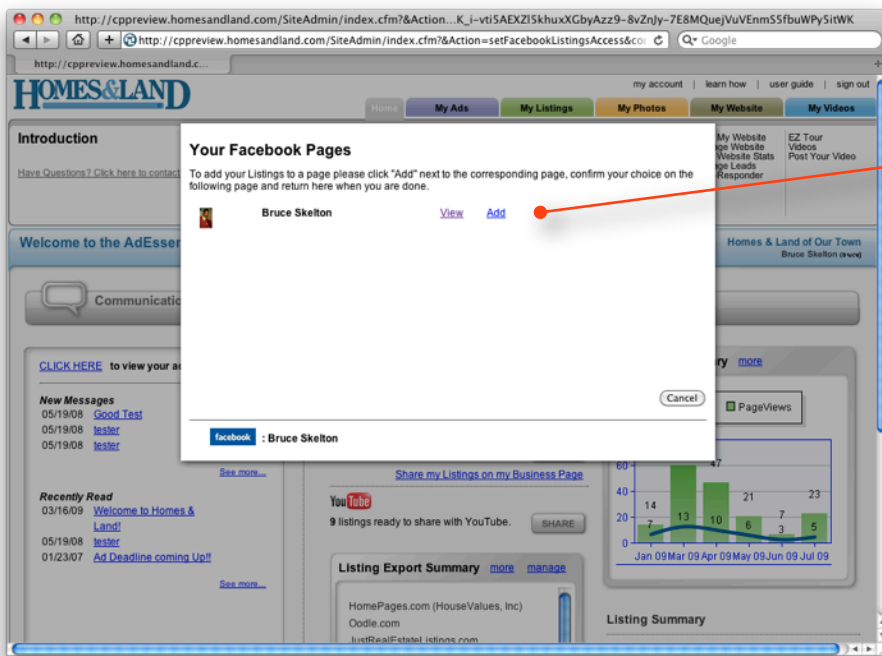 http://cppreview.homesandland.com/SiteAdmin/index.cfm?&Action...K_i-vti5AEXZl5khuxXGbyAzz9-8vZnJy-7E8MQuejVuVEnmS5fbuWPy5itWK
http://cppreview.homesandland.com/SiteAdmin/index.cfm?&Action=setFacebookListingsAccess&co
Google
http://cppreview.homesandland.c...
HOMES&LAND
my account | learn how | user guide | sign out
Home My Ads My Listings My Photos My Website My Videos
Introduction
Have Questions? Click here to contact
My Website
Website
Website Stats
Leads
Responder
EZ Tour
Videos
Post Your Video
Your Facebook Pages
To add your Listings to a page please click "Add" next to the corresponding page, confirm your choice on the
following page and return here when you are done.
Bruce Skelton View Add
Welcome to the AdEsse
Homes & Land of Our Town
Bruce Skelton
Communicatio
CLICK HERE to view your a
New Messages
05/19/08 Good Test
05/19/08 tester
05/19/08 tester
See more...
Recently Read
03/16/09 Welcome to Homes &
Land!
05/19/08 tester
01/23/07 Ad Deadline coming Up!!
See more...
Cancel
facebook : Bruce Skelton
Share my Listings on my Business Page
YouTube
9 listings ready to share with YouTube. SHARE
Listing Export Summary more manage
HomePages.com (HouseValues, Inc)
Oodle.com
JustRealEstateListings.com
ry more
PageViews
60
40
20
0
47
14
21
7
23
7
13
10
6
3
5
Jan 09 Mar 09 Apr 09 May 09 Jun 09 Jul 09
Listing Summary